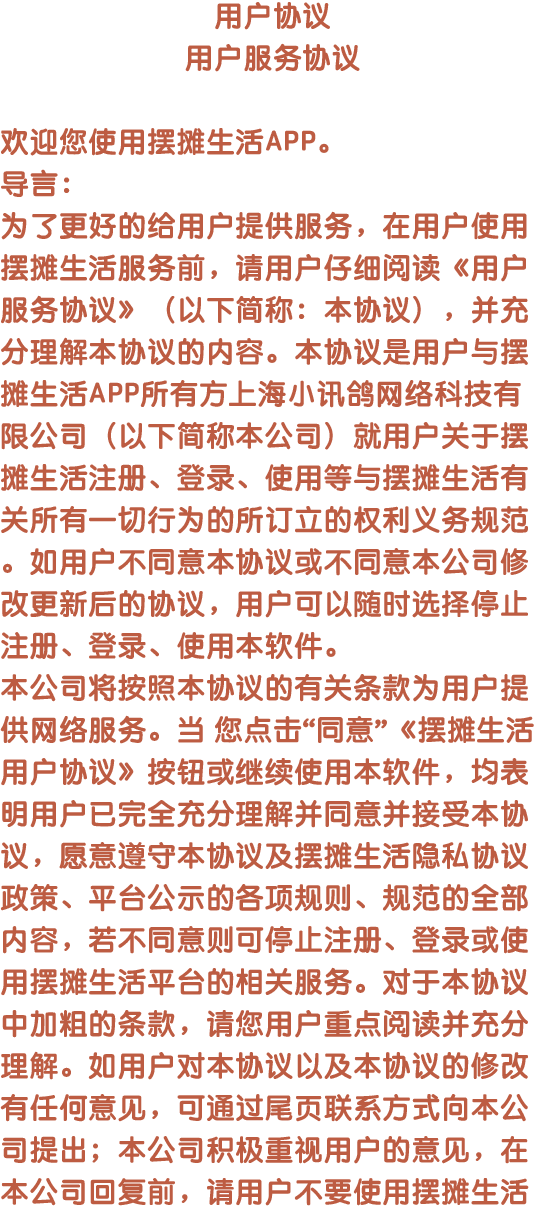 用户协议
用户服务协议
欢迎您使用摆摊生活APP。
导言：
为了更好的给用户提供服务，在用户使用
摆摊生活服务前，请用户仔细阅读《用户
服务协议》（以下简称：本协议），并充
分理解本协议的内容。本协议是用户与摆
摊生活APP所有方上海小讯鸽网络科技有
限公司（以下简称本公司）就用户关于摆
摊生活注册、登录、使用等与摆摊生活有
关所有一切行为的所订立的权利义务规范
。如用户不同意本协议或不同意本公司修
改更新后的协议，用户可以随时选择停止
注册、登录、使用本软件。
本公司将按照本协议的有关条款为用户提
供网络服务。当 您点击“同意”《摆摊生活
用户协议》按钮或继续使用本软件，均表
明用户已完全充分理解并同意并接受本协
议，愿意遵守本协议及摆摊生活隐私协议
政策、平台公示的各项规则、规范的全部
内容，若不同意则可停止注册、登录或使
用摆摊生活平台的相关服务。对于本协议
中加粗的条款，请您用户重点阅读并充分
理解。如用户对本协议以及本协议的修改
有任何意见，可通过尾页联系方式向本公
司提出；本公司积极重视用户的意见，在
本公司回复前，请用户不要使用摆摊生活